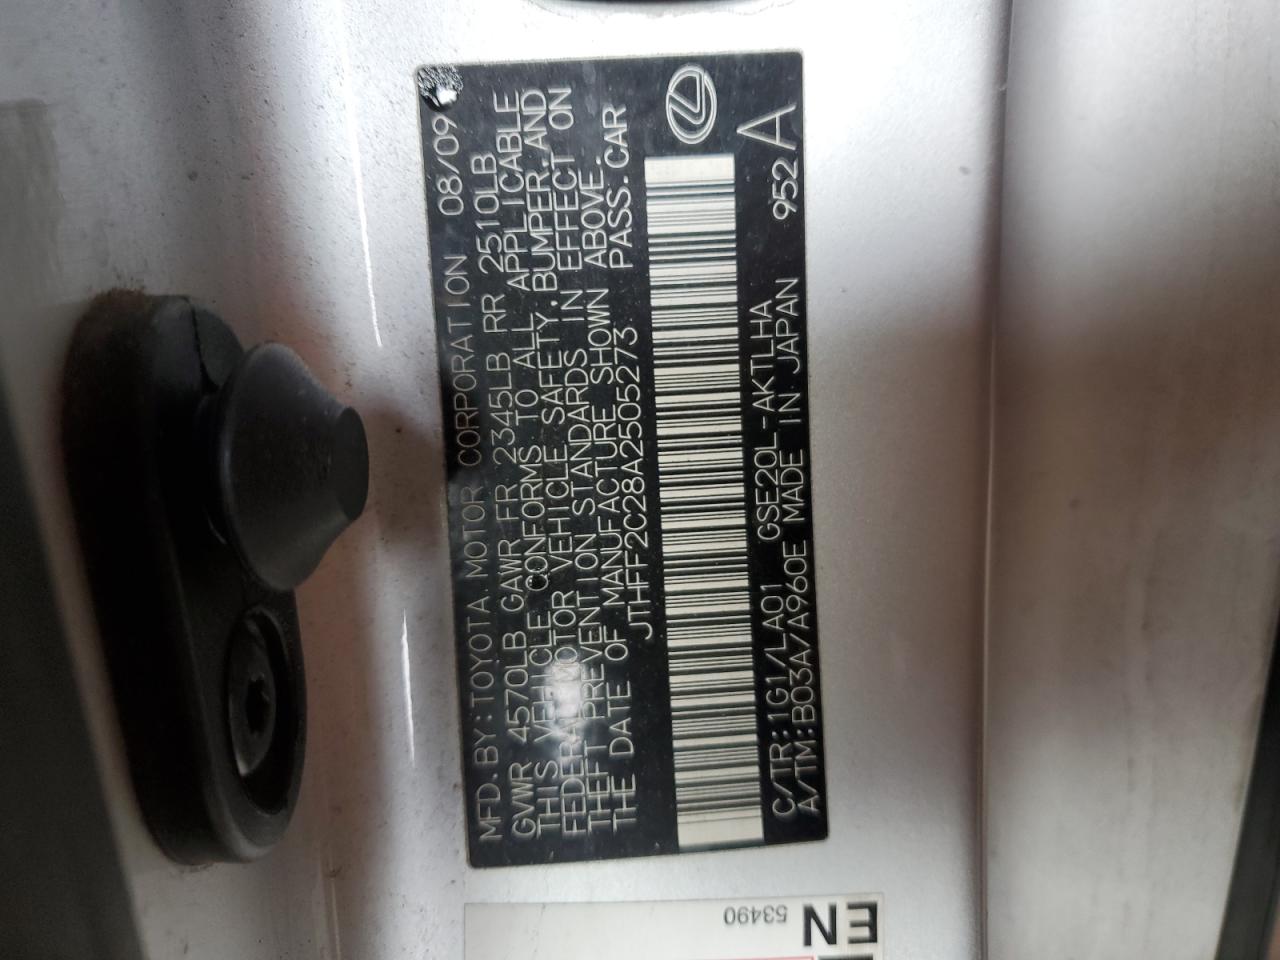 MFD. BY: TOYOTA MOTOR CORPORATION 08/09
GVWR 4570LB GAWR FR 2345LB RR 2510LB
THIS VEHICLE CONFORMS TO ALL APPLICABLE
FEDERAL MOTOR VEHICLE SAFETY, BUMPER, AND
THEFT PREVENTION STANDARDS IN EFFECT ON
THE DATE OF MANUFACTURE SHOWN ABOVE.
JTHFF2C28A2505273 PASS. CAR
C/TR: 1G1/LA01 GSE20L-AKTLHA 952
A/TM: B03A/A960E MADE IN JAPAN A
EN
53490